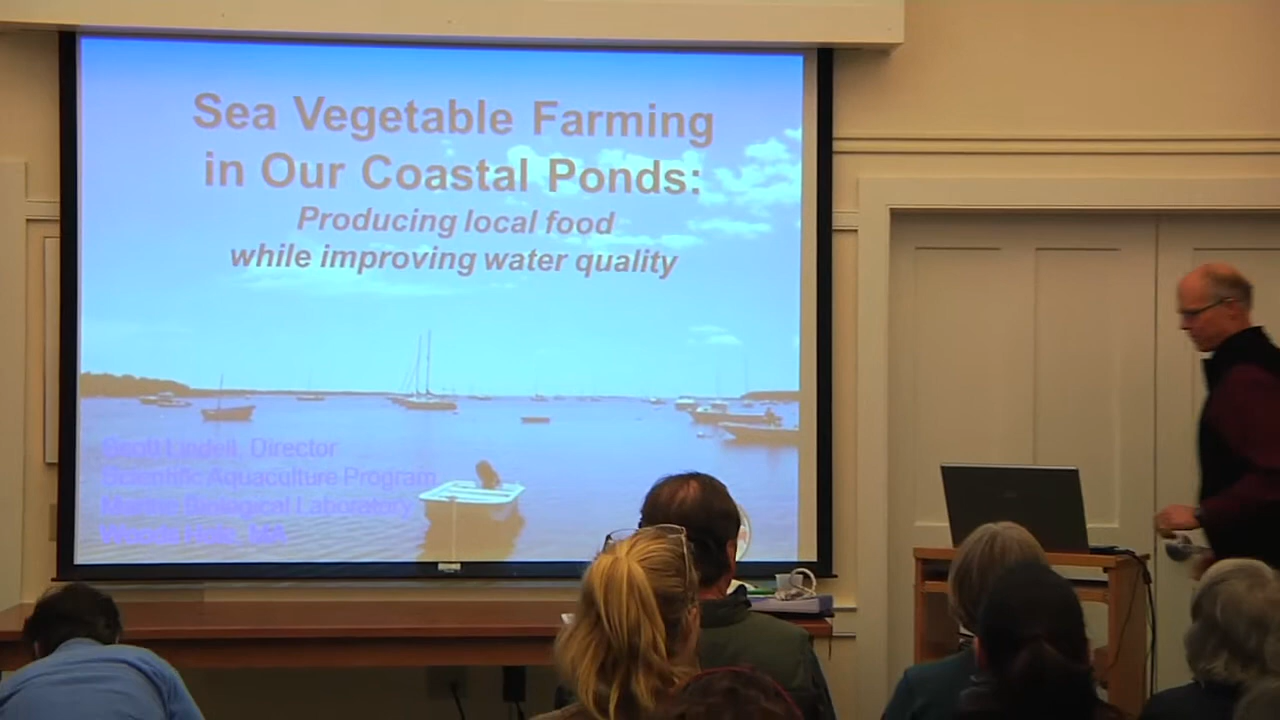 Sea Vegetable Farming
in Our Coastal Ponds:
Producing local food
while improving water quality
Scott Lindell, Director
Scientific Aquaculture Program
Marine Biological Laboratory
Woods Hole, MA